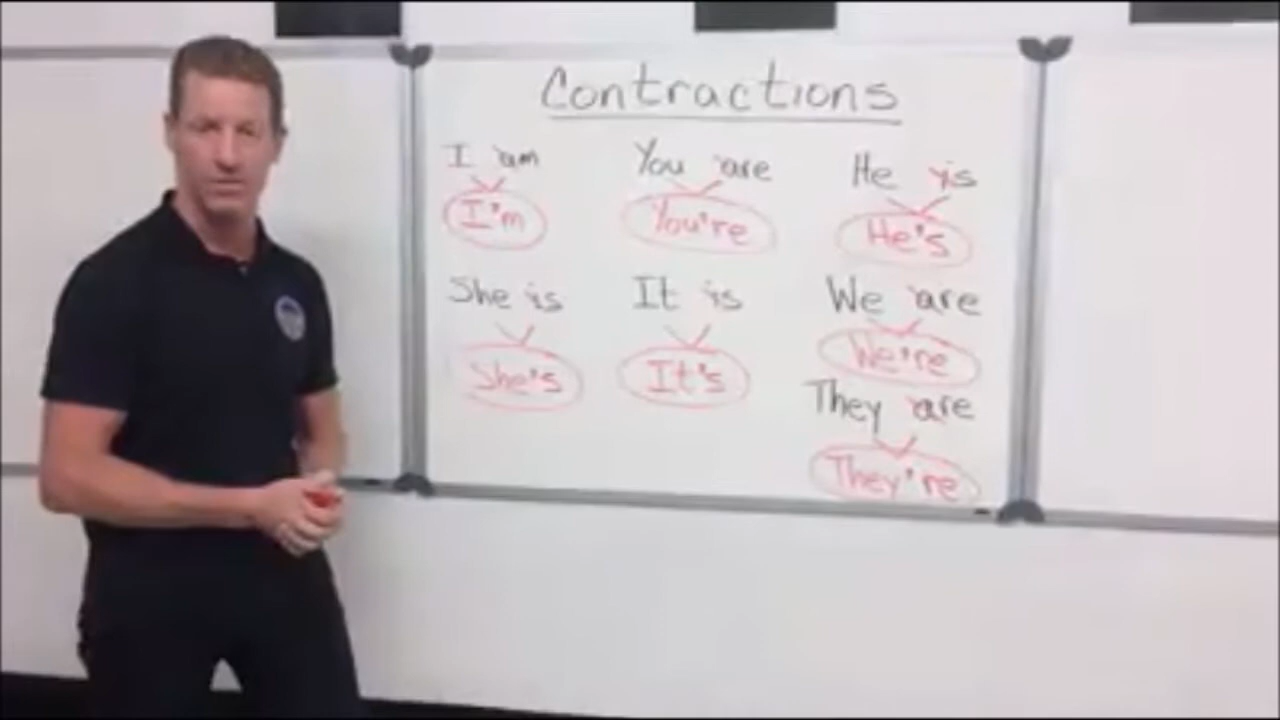 Contractions
I am You are He is
I'm You're He's
She is It is We are
She's It's We're
They are
They're